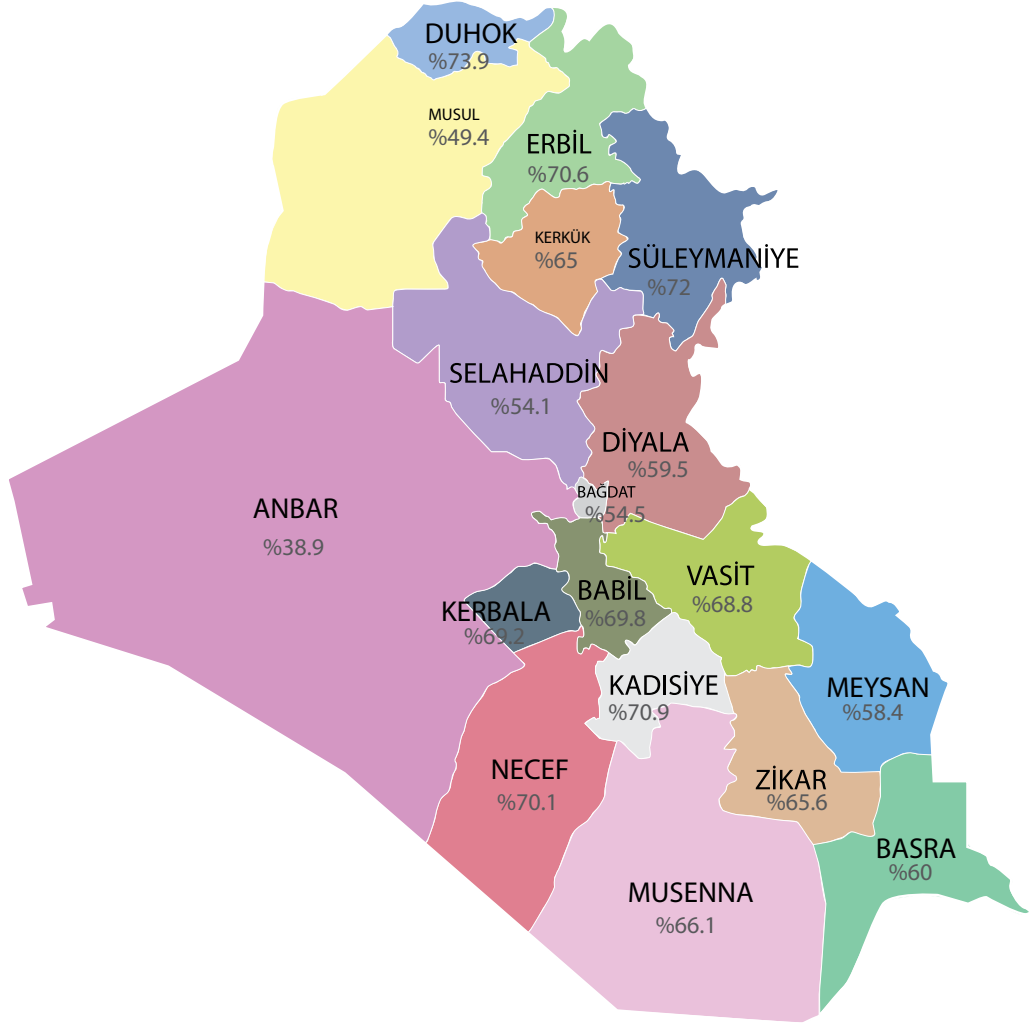 DUHOK
%73.9
MUSUL
%49.4
ERBİL
%70.6
KERKÜK
%65
SÜLEYMANİYE
%72
SELAHADDİN
%54.1
DİYALA
%59.5
BAĞDAT
%54.5
ANBAR
%38.9
VASİT
%68.8
BABİL
%69.8
KERBALA
%69.2
KADISİYE
%70.9
MEYSAN
%58.4
NECEF
%70.1
ZİKAR
%65.6
BASRA
%60
MUSENNA
%66.1